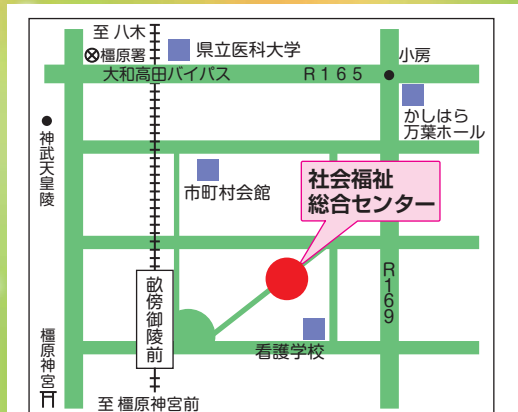 至 八木
橿原署
県立医科大学
小房
大和高田バイパス
R165
かしはら
万葉ホール
神武天皇陵
市町村会館
社会福祉
総合センター
畝傍御陵前
R169
看護学校
橿原神宮
至 橿原神宮前